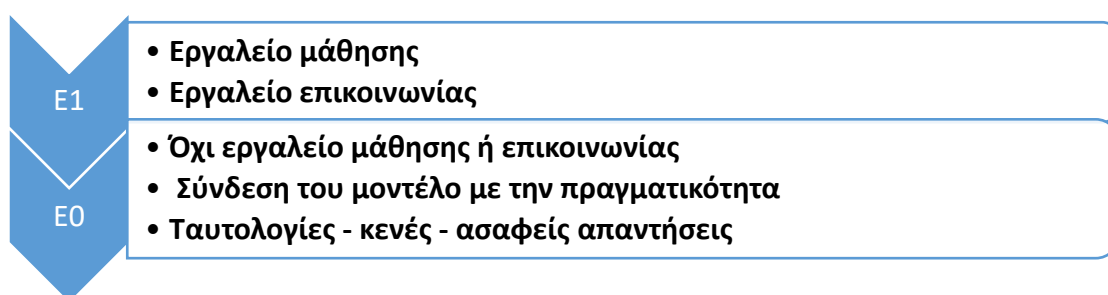 E1
• Εργαλείο μάθησης
• Εργαλείο επικοινωνίας
E0
• Όχι εργαλείο μάθησης ή επικοινωνίας
• Σύνδεση του μοντέλο με την πραγματικότητα
• Ταυτολογίες - κενές - ασαφείς απαντήσεις